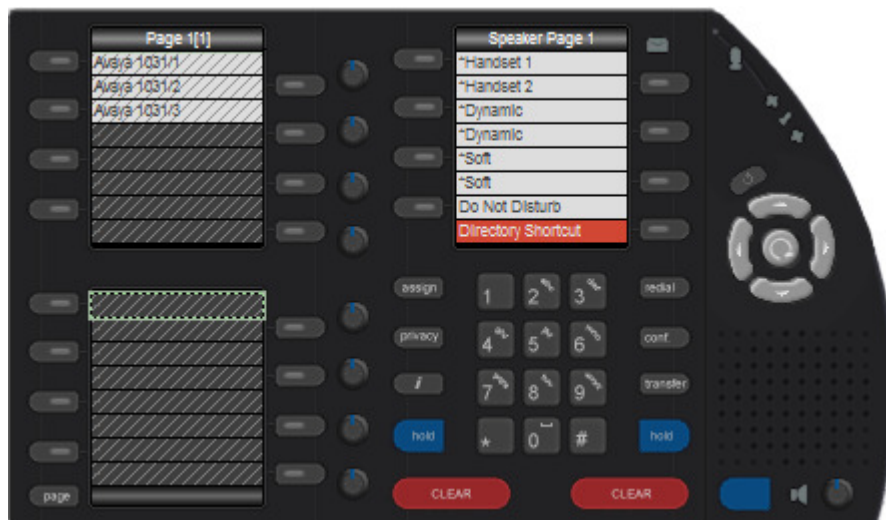 Page 1[1]
Avaya 1031/1
Avaya 1031/2
Avaya 1031/3
page
Speaker Page 1
*Handset 1
*Handset 2
*Dynamic
*Dynamic
*Soft
*Soft
Do Not Disturb
Directory Shortcut
assign
1
2
3
redial
privacy
4
5
6
conf.
i
7
8
9
transfer
hold
*
0
#
hold
CLEAR
CLEAR